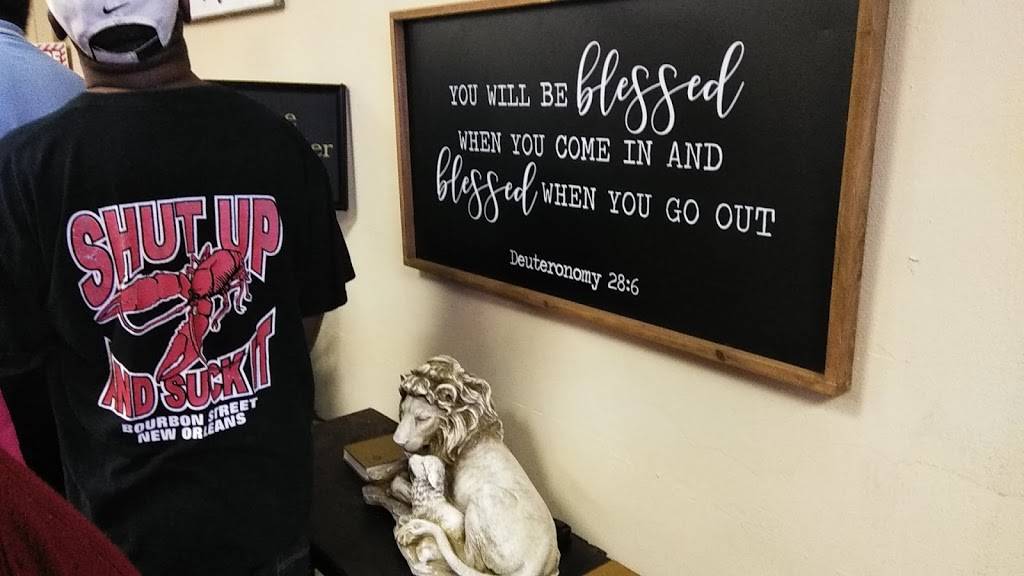 SHUT UP
AND SUCK IT
BOURBON STREET
NEW ORLEANS
YOU WILL BE blessed
WHEN YOU COME IN AND
blessed WHEN YOU GO OUT
Deuteronomy 28:6